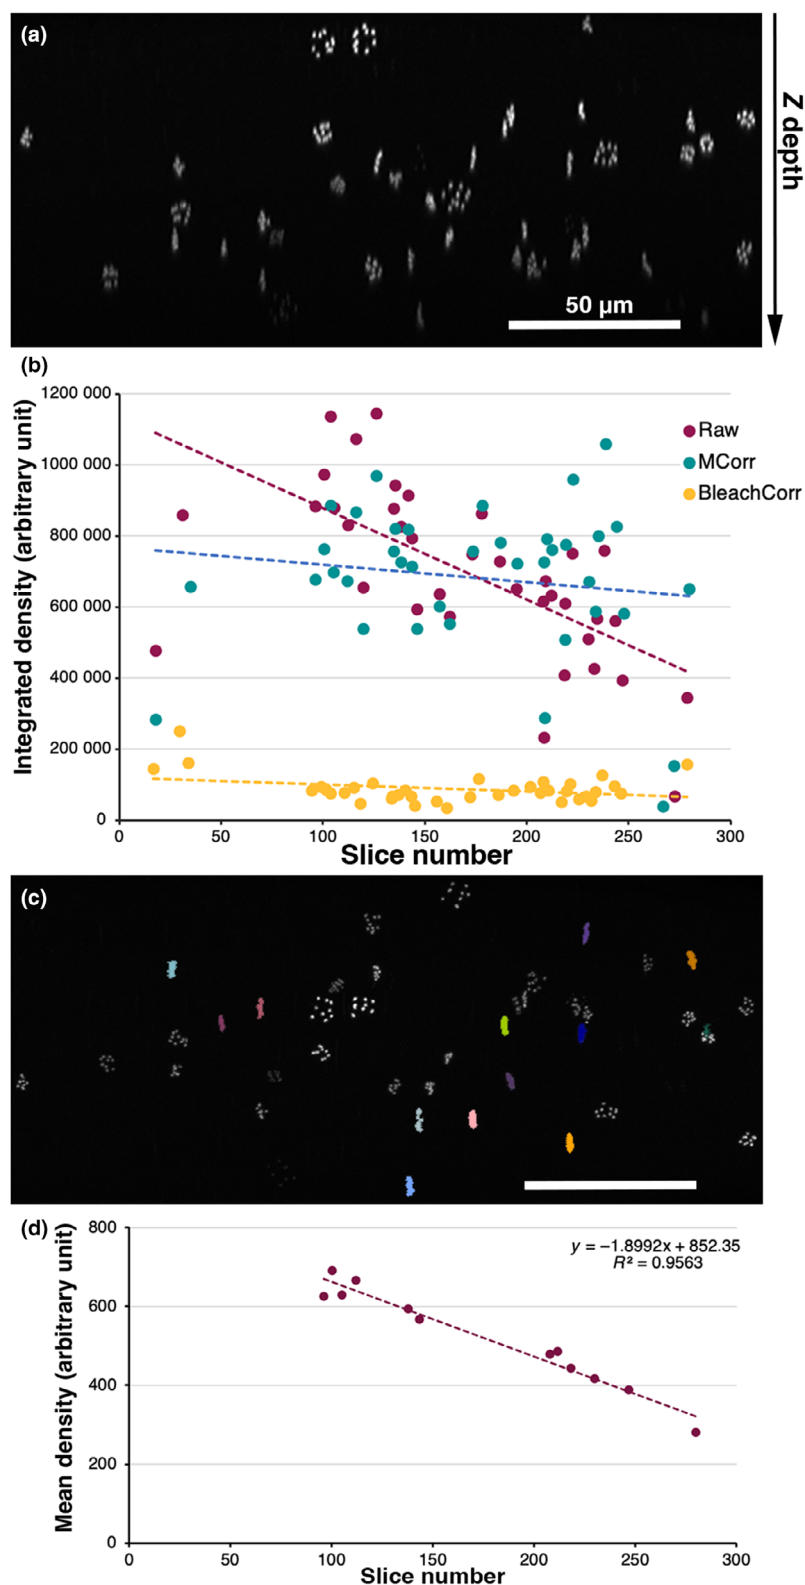 (a)
Z depth
50 µm
(b)
Integrated density (arbitrary unit)
1200 000
1000 000
800 000
600 000
400 000
200 000
0
0 50 100 150 200 250 300
Slice number
Raw
MCorr
BleachCorr
(c)
(d)
Mean density (arbitrary unit)
800
600
400
200
0
0 50 100 150 200 250 300
Slice number
y = −1.8992x + 852.35
R² = 0.9563